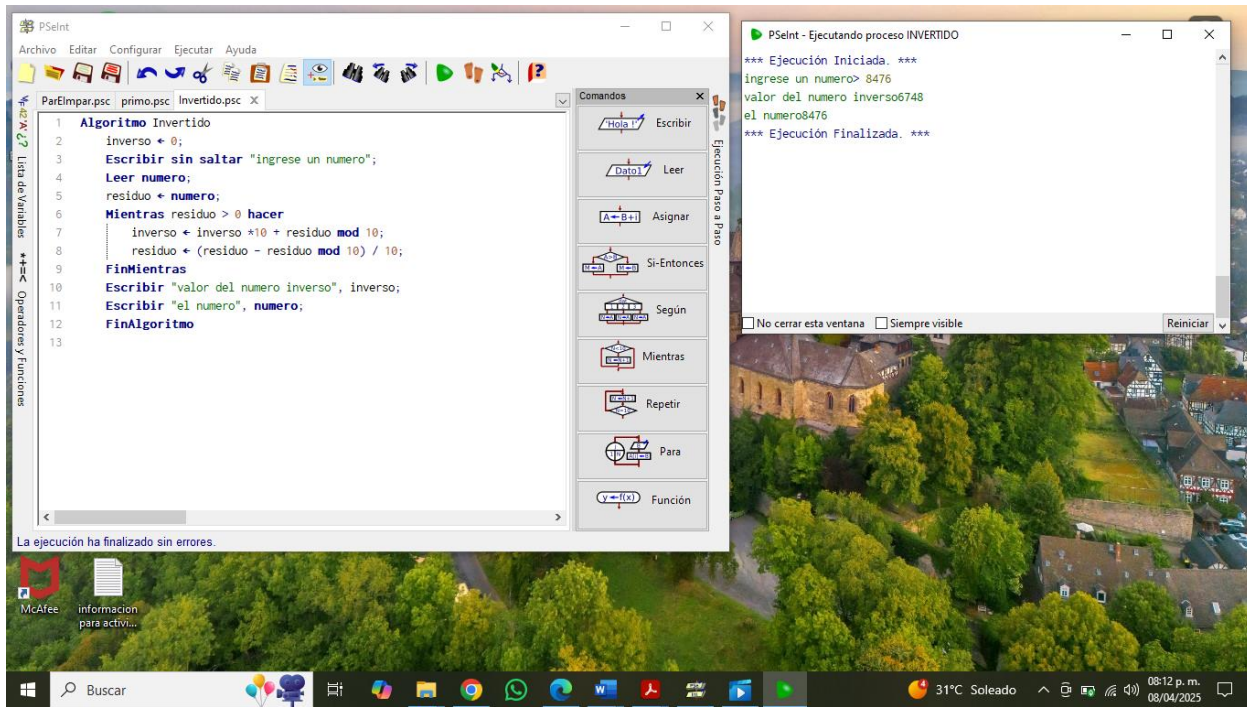 PSeInt
Archivo Editar Configurar Ejecutar Ayuda
ParEImpar.psc primo.psc Invertido.psc X
1 Algoritmo Invertido
2 inverso ← 0;
3 Escribir sin saltar "ingrese un numero";
4 Leer numero;
5 residuo ← numero;
6 Mientras residuo > 0 hacer
7 inverso ← inverso *10 + residuo mod 10;
8 residuo ← (residuo - residuo mod 10) / 10;
9 FinMientras
10 Escribir "valor del numero inverso", inverso;
11 Escribir "el numero", numero;
12 FinAlgoritmo
13
*42'A'¿? Lista de Variables
*+=< Operadores y Funciones
Comandos X
'Hola !' Escribir
Dato1 Leer
A←B+i Asignar
Si-Entonces
Según
Mientras
Repetir
Para
y←f(x) Función
Ejecución Paso a Paso
La ejecución ha finalizado sin errores.
PSeInt - Ejecutando proceso INVERTIDO
*** Ejecución Iniciada. ***
ingrese un numero> 8476
valor del numero inverso6748
el numero8476
*** Ejecución Finalizada. ***
No cerrar esta ventana Siempre visible Reiniciar
McAfee
informacion
para activi...
Buscar
31°C Soleado
08:12 p. m.
08/04/2025